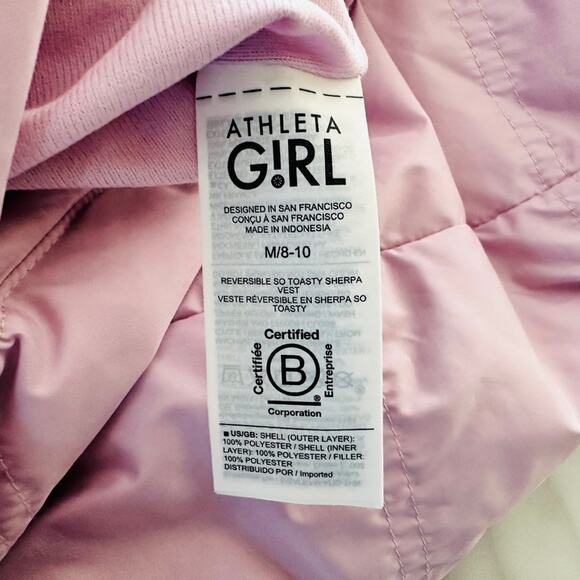 ATHLETA
G!RL
DESIGNED IN SAN FRANCISCO
CONÇU À SAN FRANCISCO
MADE IN INDONESIA
M/8-10
REVERSIBLE SO TOASTY SHERPA
VEST
VESTE RÉVERSIBLE EN SHERPA SO
TOASTY
Certified
Certifiée
B
Entreprise
®
Corporation
■ US/GB: SHELL (OUTER LAYER):
100% POLYESTER / SHELL (INNER
LAYER): 100% POLYESTER / FILLER:
100% POLYESTER
DISTRIBUIDO POR / Imported